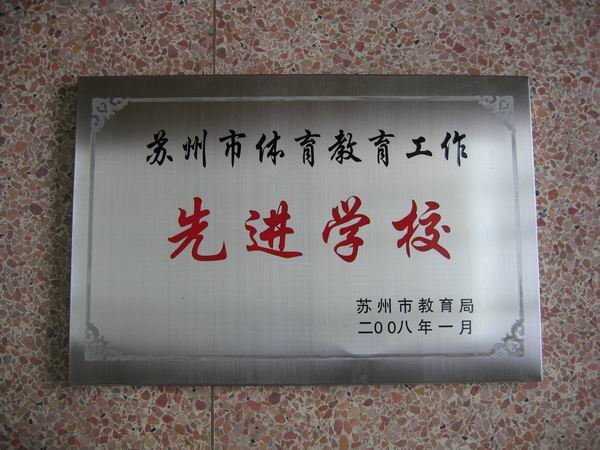 苏州市体育教育工作
先进学校
苏州市教育局
二00八年一月